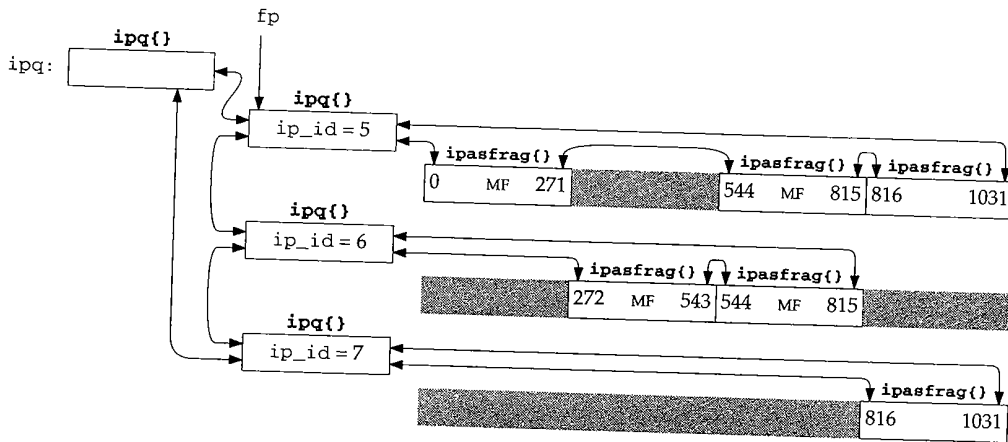 fp
ipq{}
ipq:
ipq{}
ip_id = 5
ipasfrag{} ipasfrag{} ipasfrag{}
0 MF 271 544 MF 815 816 1031
ipq{}
ip_id = 6
ipasfrag{} ipasfrag{}
272 MF 543 544 MF 815
ipq{}
ip_id = 7
ipasfrag{}
816 1031